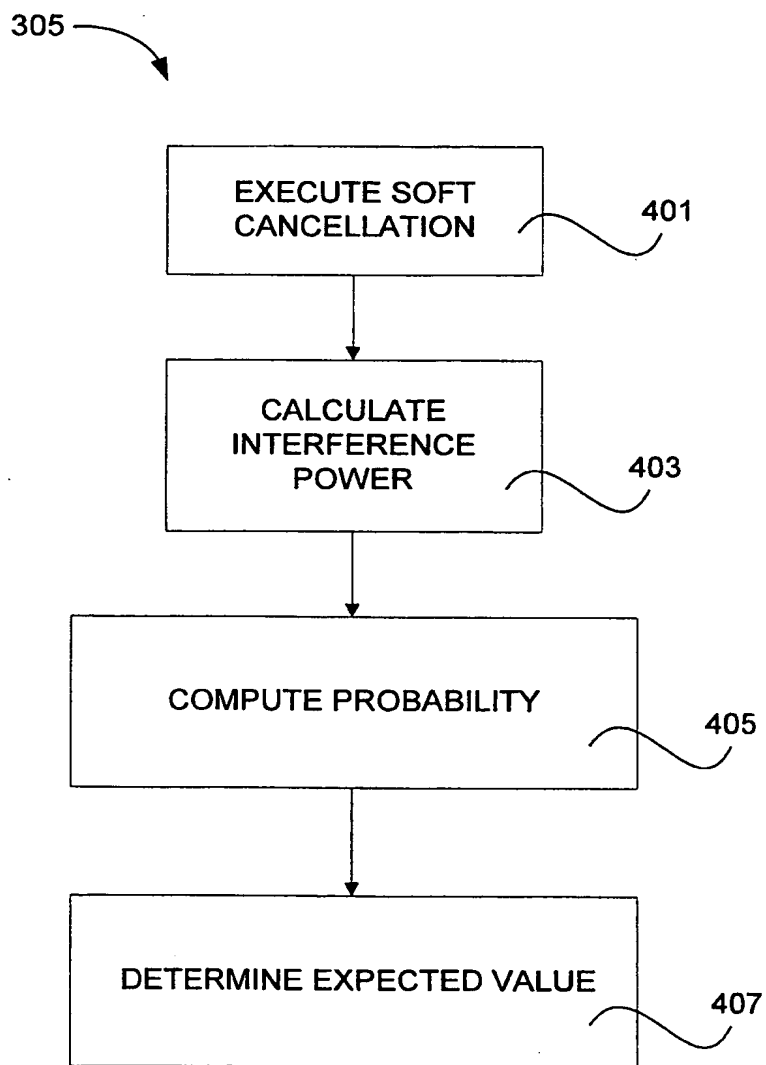 305
EXECUTE SOFT
CANCELLATION
401
CALCULATE
INTERFERENCE
POWER
403
COMPUTE PROBABILITY
405
DETERMINE EXPECTED VALUE
407